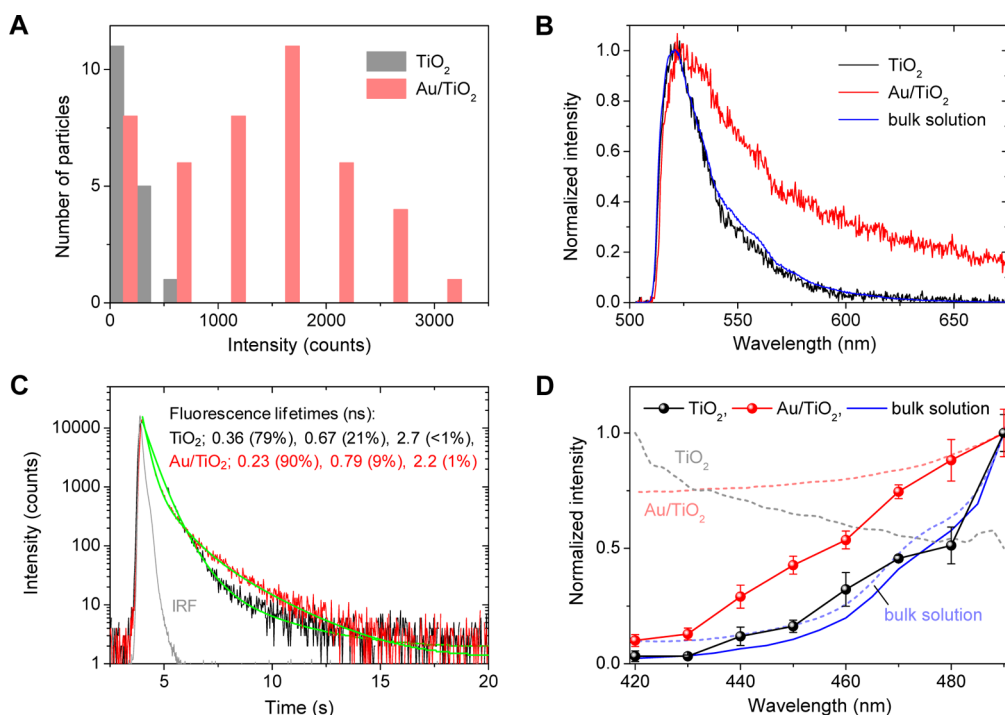 A
TiO2
Au/TiO2
10
5
0
Number of particles
0 1000 2000 3000
Intensity (counts)
B
TiO2
Au/TiO2
bulk solution
1.0
0.8
0.6
0.4
0.2
0.0
Normalized intensity
500 550 600 650
Wavelength (nm)
C
Fluorescence lifetimes (ns):
TiO2; 0.36 (79%), 0.67 (21%), 2.7 (<1%),
Au/TiO2; 0.23 (90%), 0.79 (9%), 2.2 (1%)
IRF
10000
1000
100
10
1
Intensity (counts)
5 10 15 20
Time (s)
D
TiO2, Au/TiO2, bulk solution
TiO2
Au/TiO2
bulk solution
1.0
0.5
0.0
Normalized intensity
420 440 460 480
Wavelength (nm)